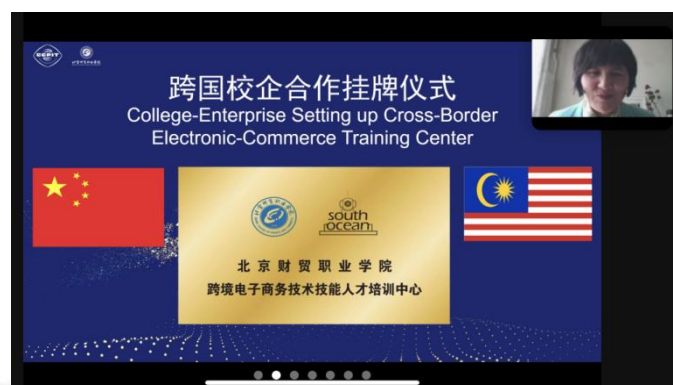 CCPIT
跨国校企合作挂牌仪式
College-Enterprise Setting up Cross-Border
Electronic-Commerce Training Center
south
ocean
北京财贸职业学院
跨境电子商务技术技能人才培训中心